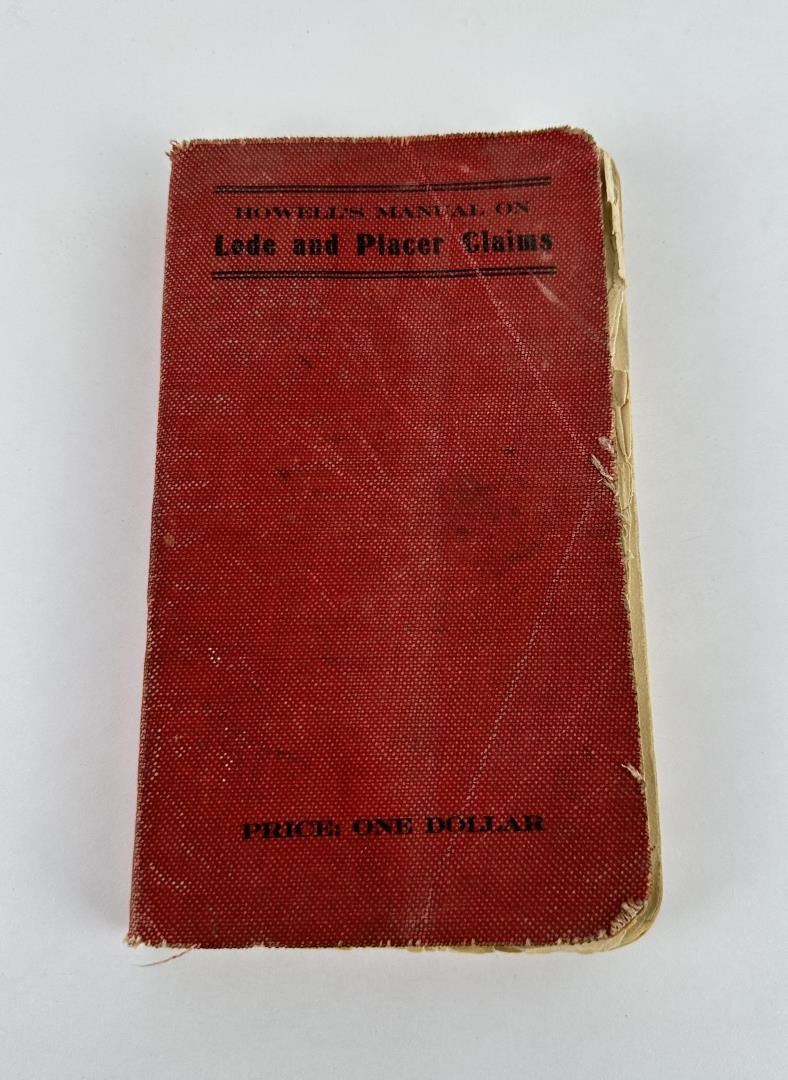 HOWELL'S MANUAL ON
Lode and Placer Claims
PRICE: ONE DOLLAR